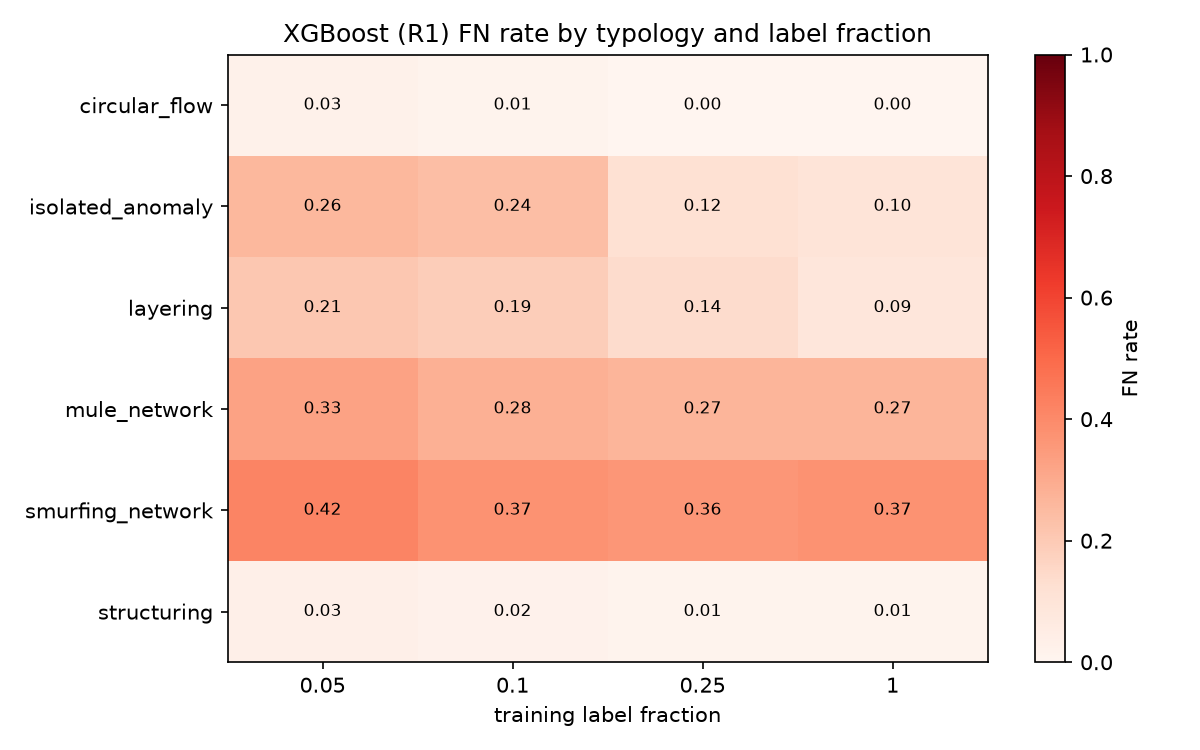 XGBoost (R1) FN rate by typology and label fraction
circular_flow 0.03 0.01 0.00 0.00
isolated_anomaly 0.26 0.24 0.12 0.10
layering 0.21 0.19 0.14 0.09
mule_network 0.33 0.28 0.27 0.27
smurfing_network 0.42 0.37 0.36 0.37
structuring 0.03 0.02 0.01 0.01
0.05 0.1 0.25 1
training label fraction
1.0
0.8
0.6
0.4
0.2
0.0
FN rate